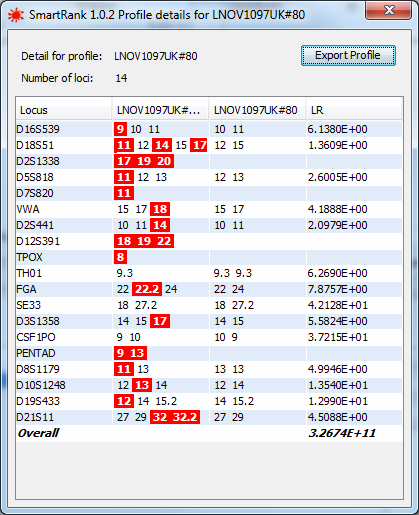 SmartRank 1.0.2 Profile details for LNOV1097UK#80
Detail for profile: LNOV1097UK#80 Export Profile
Number of loci: 14
Locus LNOV1097UK#... LNOV1097UK#80 LR
D16S539 9 10 11 10 11 6.1380E+00
D18S51 11 12 14 15 17 12 15 1.3609E+00
D2S1338 17 19 20
D5S818 11 12 13 12 13 2.6005E+00
D7S820 11
VWA 15 17 18 15 17 4.1888E+00
D2S441 10 11 14 10 11 2.0979E+00
D12S391 18 19 22
TPOX 8
TH01 9.3 9.3 9.3 6.2690E+00
FGA 22 22.2 24 22 24 7.8757E+00
SE33 18 27.2 18 27.2 4.2128E+01
D3S1358 14 15 17 14 15 5.5824E+00
CSF1PO 9 10 10 9 3.7215E+01
PENTAD 9 13
D8S1179 11 13 13 13 4.9946E+00
D10S1248 12 13 14 12 14 1.3540E+01
D19S433 12 14 15.2 14 15.2 1.2990E+01
D21S11 27 29 32 32.2 27 29 4.5088E+00
Overall 3.2674E+11